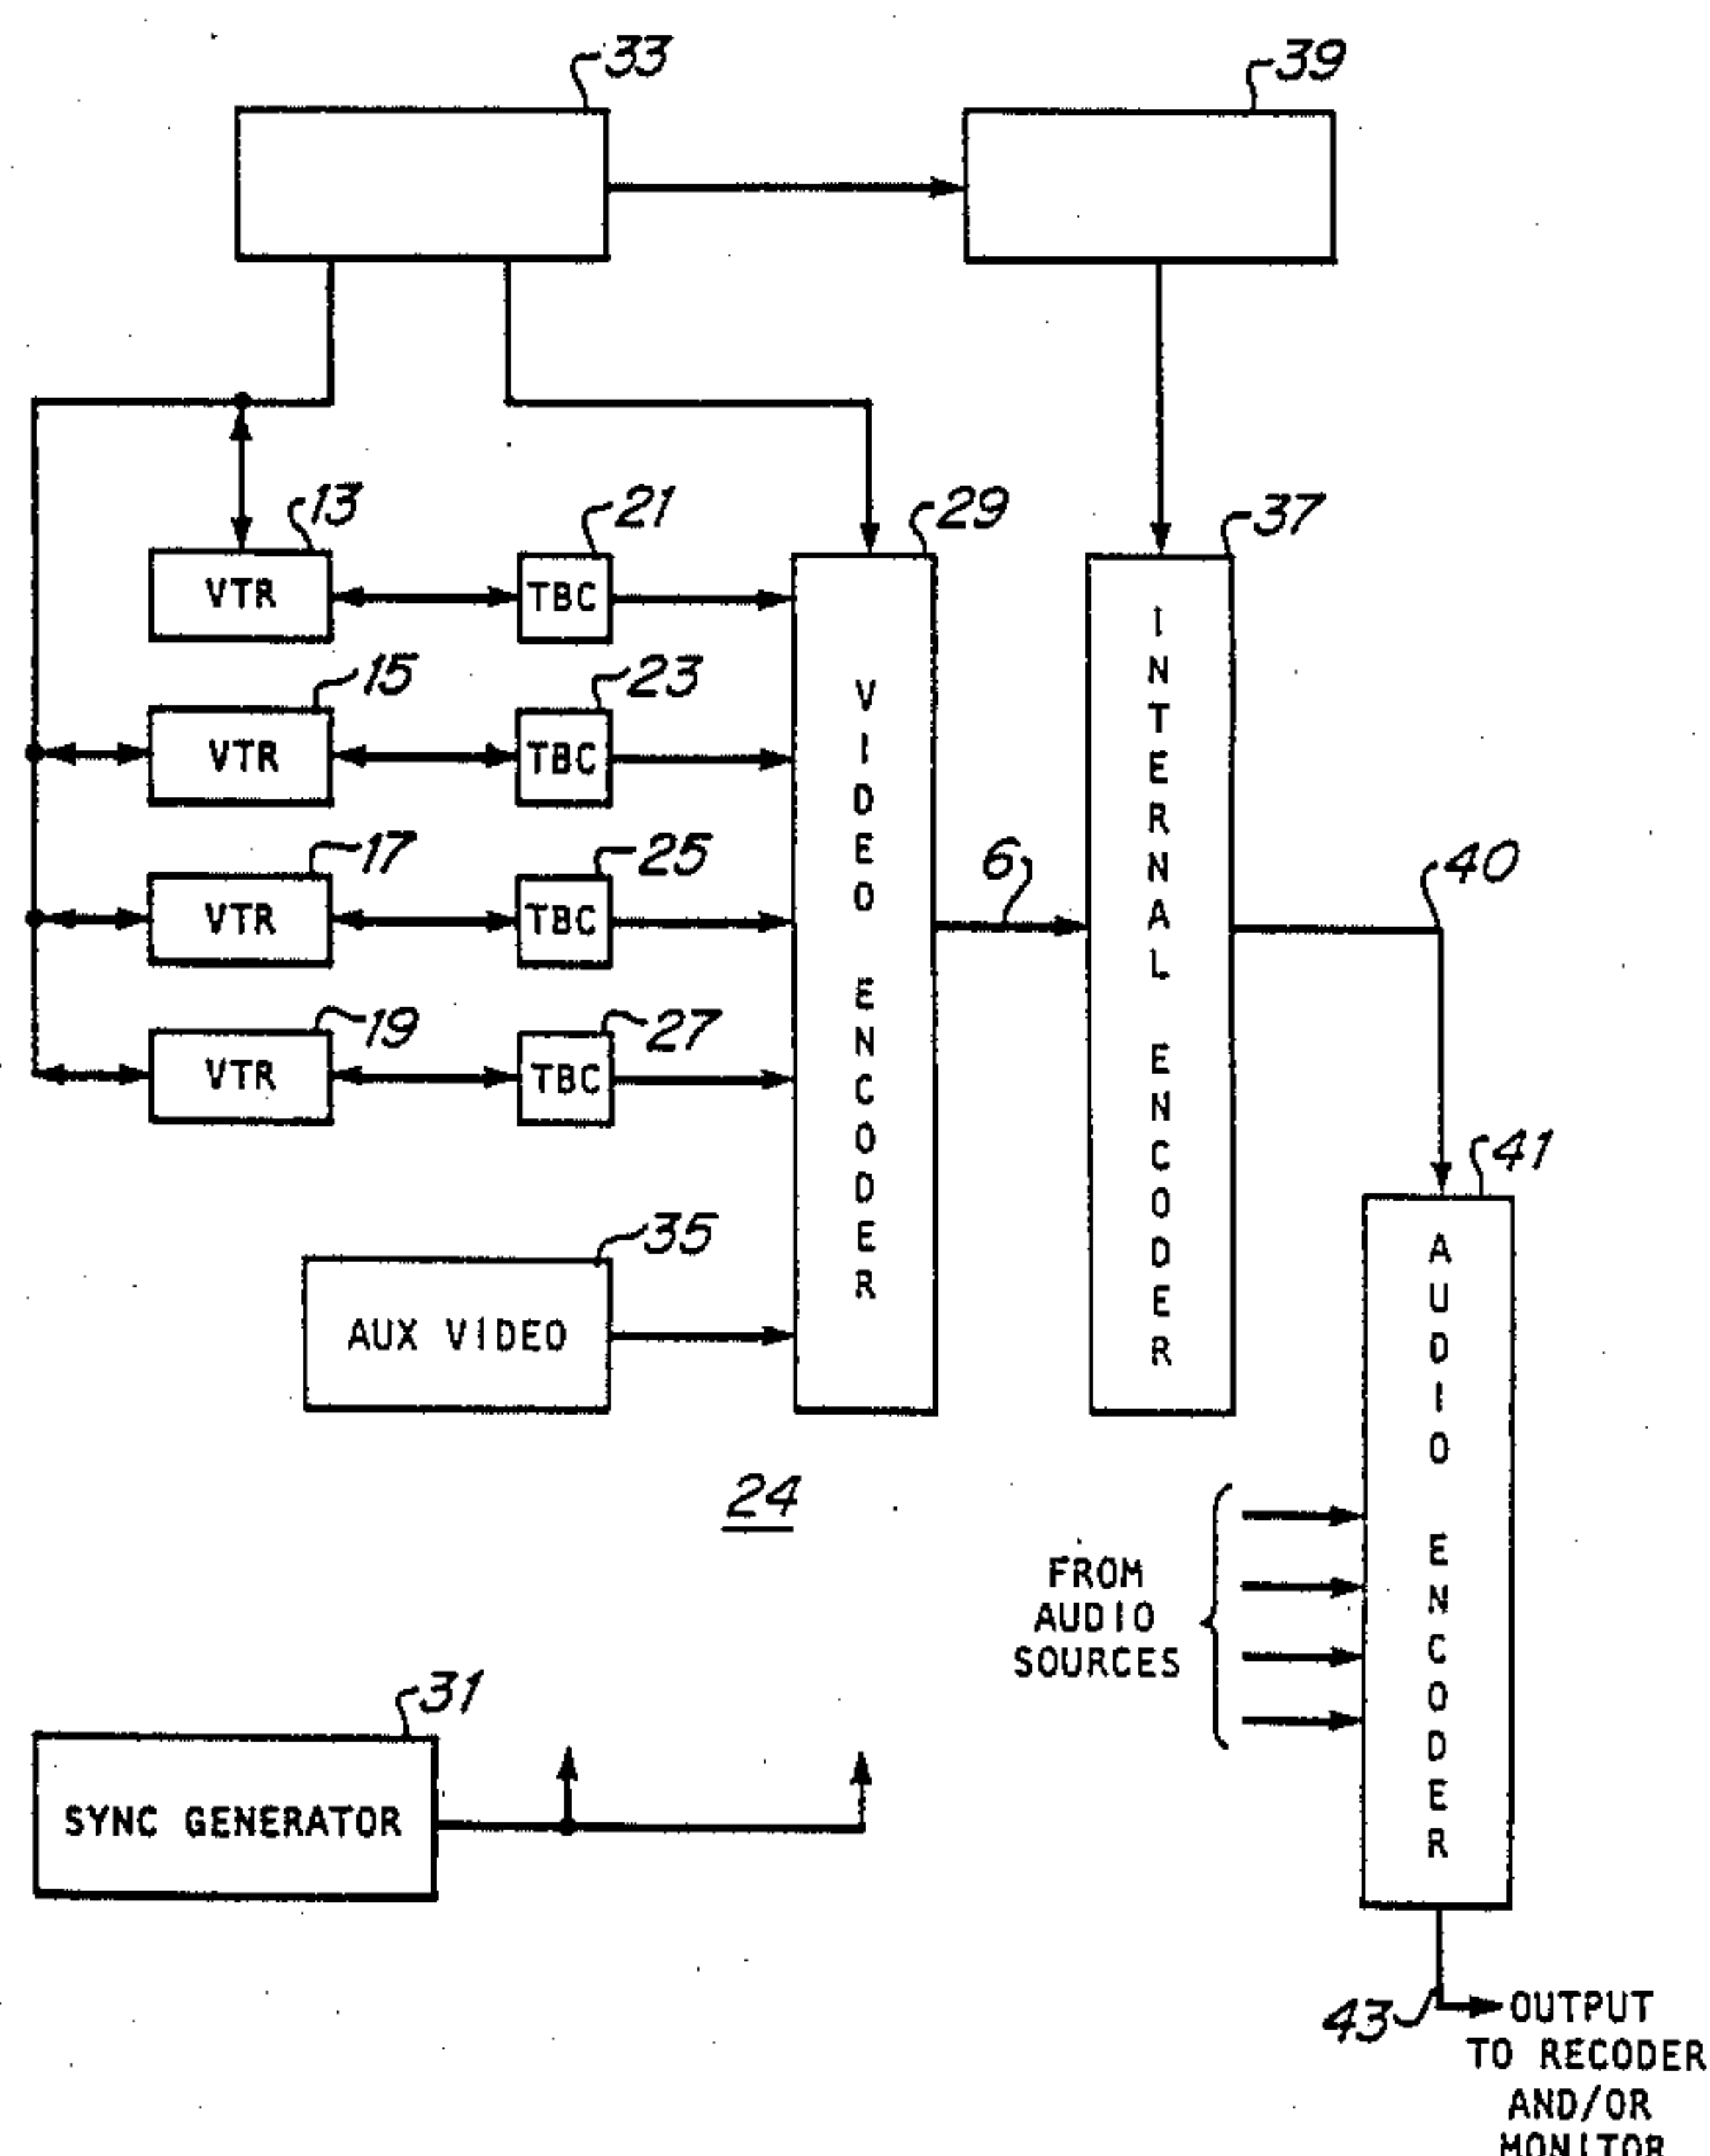 33
39
13
21
29
37
VTR
TBC
15
23
VTR
TBC
17
25
6
40
VTR
TBC
19
27
VTR
TBC
VIDEO ENCODER
INTERNAL ENCODER
41
35
AUX VIDEO
AUDIO ENCODER
24
FROM
AUDIO
SOURCES
31
SYNC GENERATOR
43
OUTPUT
TO RECODER
AND/OR
MONITOR